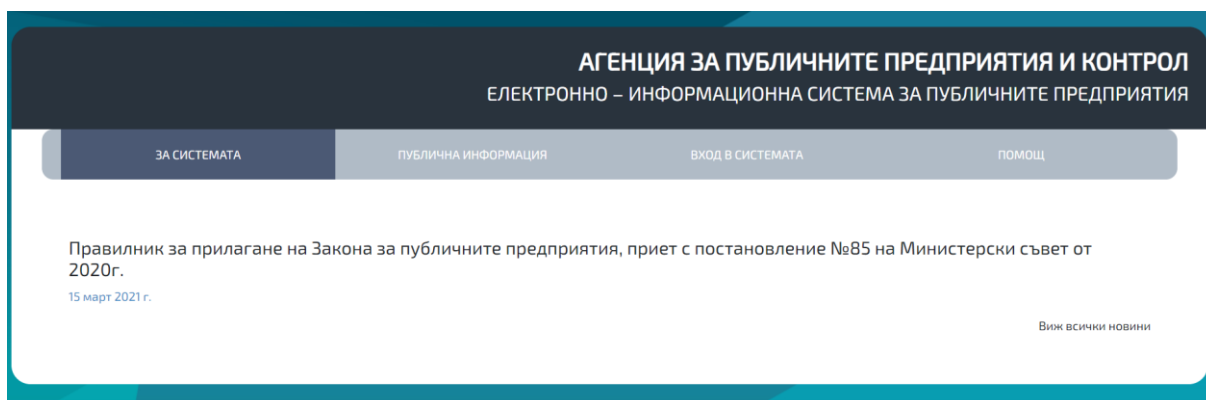 АГЕНЦИЯ ЗА ПУБЛИЧНИТЕ ПРЕДПРИЯТИЯ И КОНТРОЛ
ЕЛЕКТРОННО – ИНФОРМАЦИОННА СИСТЕМА ЗА ПУБЛИЧНИТЕ ПРЕДПРИЯТИЯ
ЗА СИСТЕМАТА ПУБЛИЧНА ИНФОРМАЦИЯ ВХОД В СИСТЕМАТА ПОМОЩ
Правилник за прилагане на Закона за публичните предприятия, приет с постановление №85 на Министерски съвет от
2020г.
15 март 2021 г.
Виж всички новини